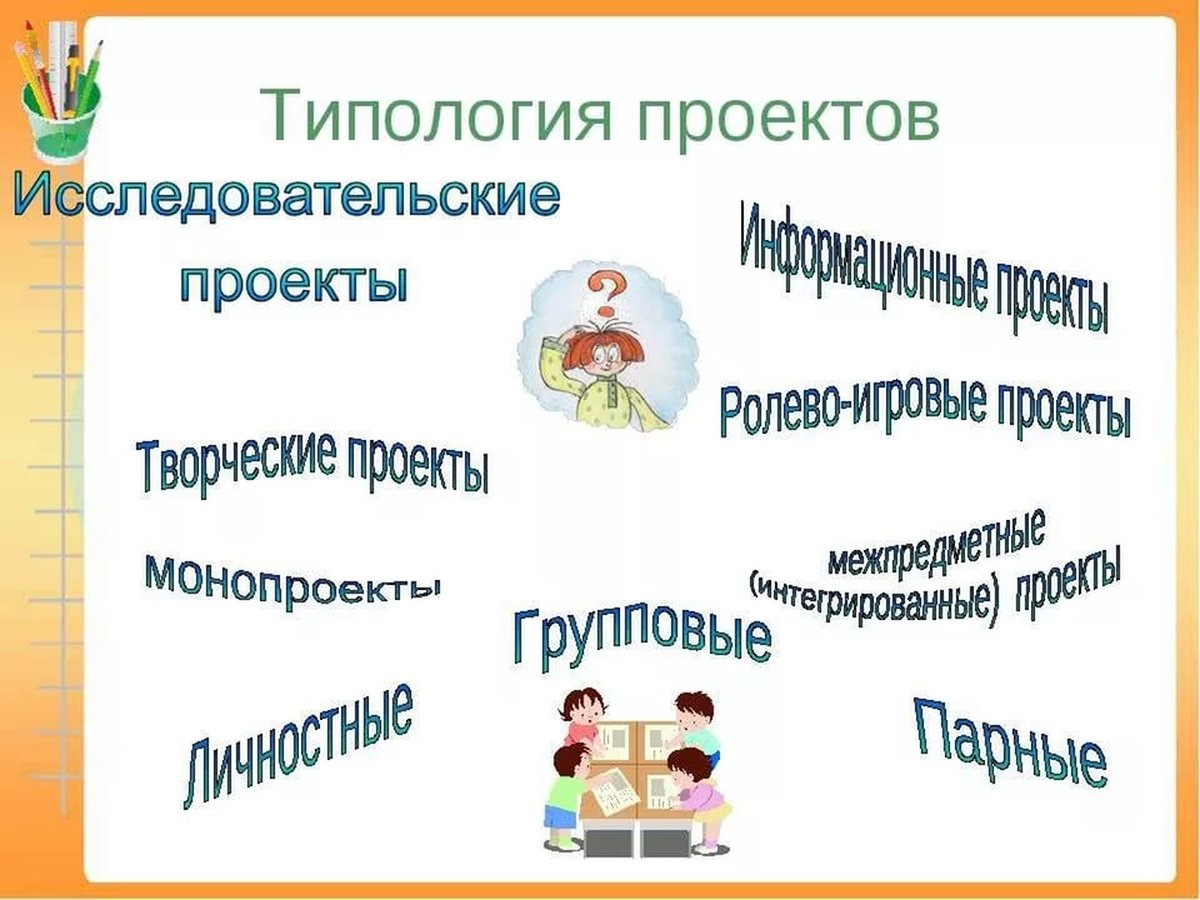 Типология проектов
Исследовательские
проекты
Информационные проекты
?
Ролево-игровые проекты
Творческие проекты
межпредметные
(интегрированные) проекты
Монопроекты
Групповые
Личностные
Парные